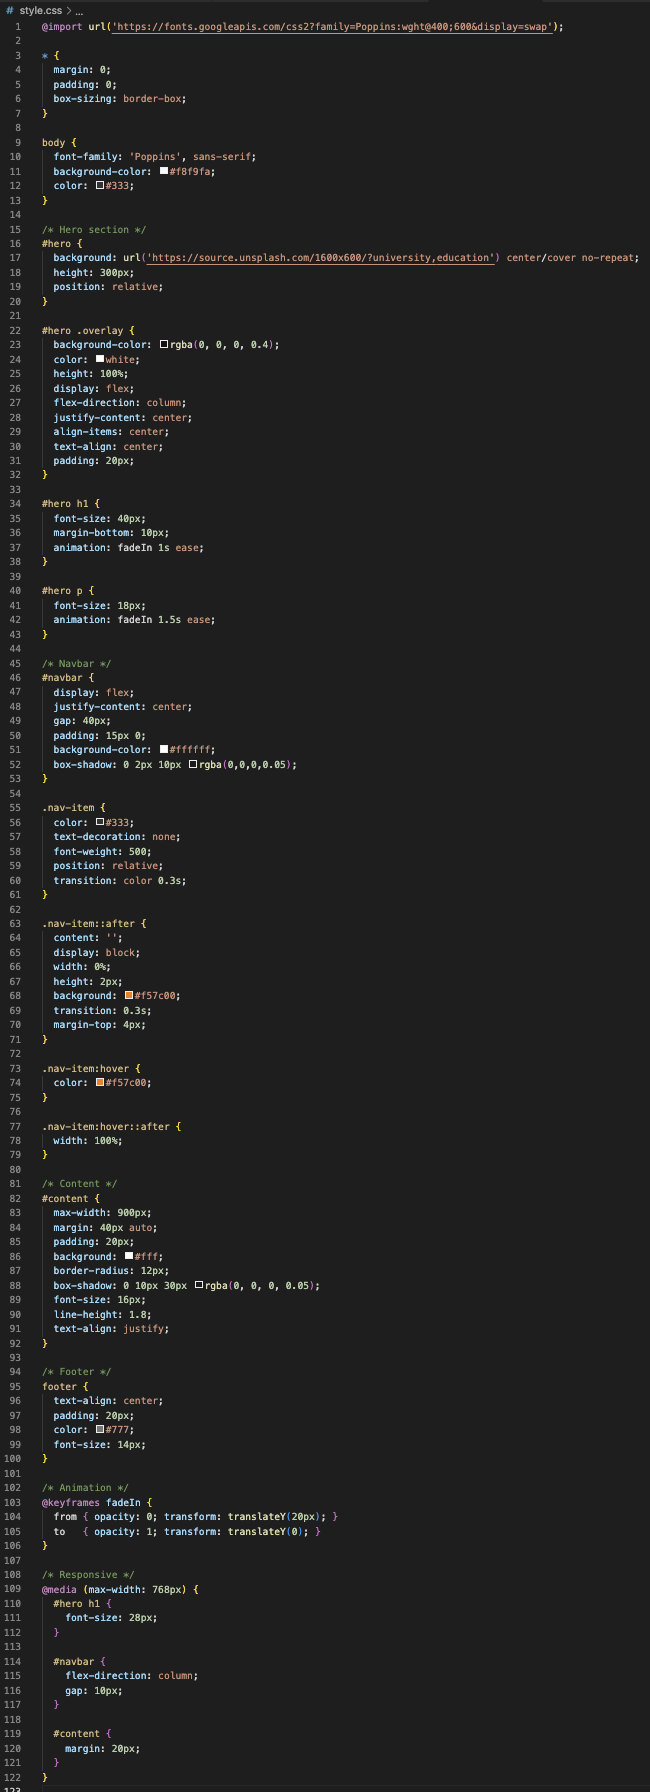 # style.css > ...
1 @import url('https://fonts.googleapis.com/css2?family=Poppins:wght@400;600&display=swap');
2
3 * {
4   margin: 0;
5   padding: 0;
6   box-sizing: border-box;
7 }
8
9 body {
10   font-family: 'Poppins', sans-serif;
11   background-color: #f8f9fa;
12   color: #333;
13 }
14
15 /* Hero section */
16 #hero {
17   background: url('https://source.unsplash.com/1600x600/?university,education') center/cover no-repeat;
18   height: 300px;
19   position: relative;
20 }
21
22 #hero .overlay {
23   background-color: rgba(0, 0, 0, 0.4);
24   color: white;
25   height: 100%;
26   display: flex;
27   flex-direction: column;
28   justify-content: center;
29   align-items: center;
30   text-align: center;
31   padding: 20px;
32 }
33
34 #hero h1 {
35   font-size: 40px;
36   margin-bottom: 10px;
37   animation: fadeIn 1s ease;
38 }
39
40 #hero p {
41   font-size: 18px;
42   animation: fadeIn 1.5s ease;
43 }
44
45 /* Navbar */
46 #navbar {
47   display: flex;
48   justify-content: center;
49   gap: 40px;
50   padding: 15px 0;
51   background-color: #ffffff;
52   box-shadow: 0 2px 10px rgba(0,0,0,0.05);
53 }
54
55 .nav-item {
56   color: #333;
57   text-decoration: none;
58   font-weight: 500;
59   position: relative;
60   transition: color 0.3s;
61 }
62
63 .nav-item::after {
64   content: '';
65   display: block;
66   width: 0%;
67   height: 2px;
68   background: #f57c00;
69   transition: 0.3s;
70   margin-top: 4px;
71 }
72
73 .nav-item:hover {
74   color: #f57c00;
75 }
76
77 .nav-item:hover::after {
78   width: 100%;
79 }
80
81 /* Content */
82 #content {
83   max-width: 900px;
84   margin: 40px auto;
85   padding: 20px;
86   background: #fff;
87   border-radius: 12px;
88   box-shadow: 0 10px 30px rgba(0, 0, 0, 0.05);
89   font-size: 16px;
90   line-height: 1.8;
91   text-align: justify;
92 }
93
94 /* Footer */
95 footer {
96   text-align: center;
97   padding: 20px;
98   color: #777;
99   font-size: 14px;
100 }
101
102 /* Animation */
103 @keyframes fadeIn {
104   from { opacity: 0; transform: translateY(20px); }
105   to   { opacity: 1; transform: translateY(0); }
106 }
107
108 /* Responsive */
109 @media (max-width: 768px) {
110   #hero h1 {
111     font-size: 28px;
112   }
113
114   #navbar {
115     flex-direction: column;
116     gap: 10px;
117   }
118
119   #content {
120     margin: 20px;
121   }
122 }
123